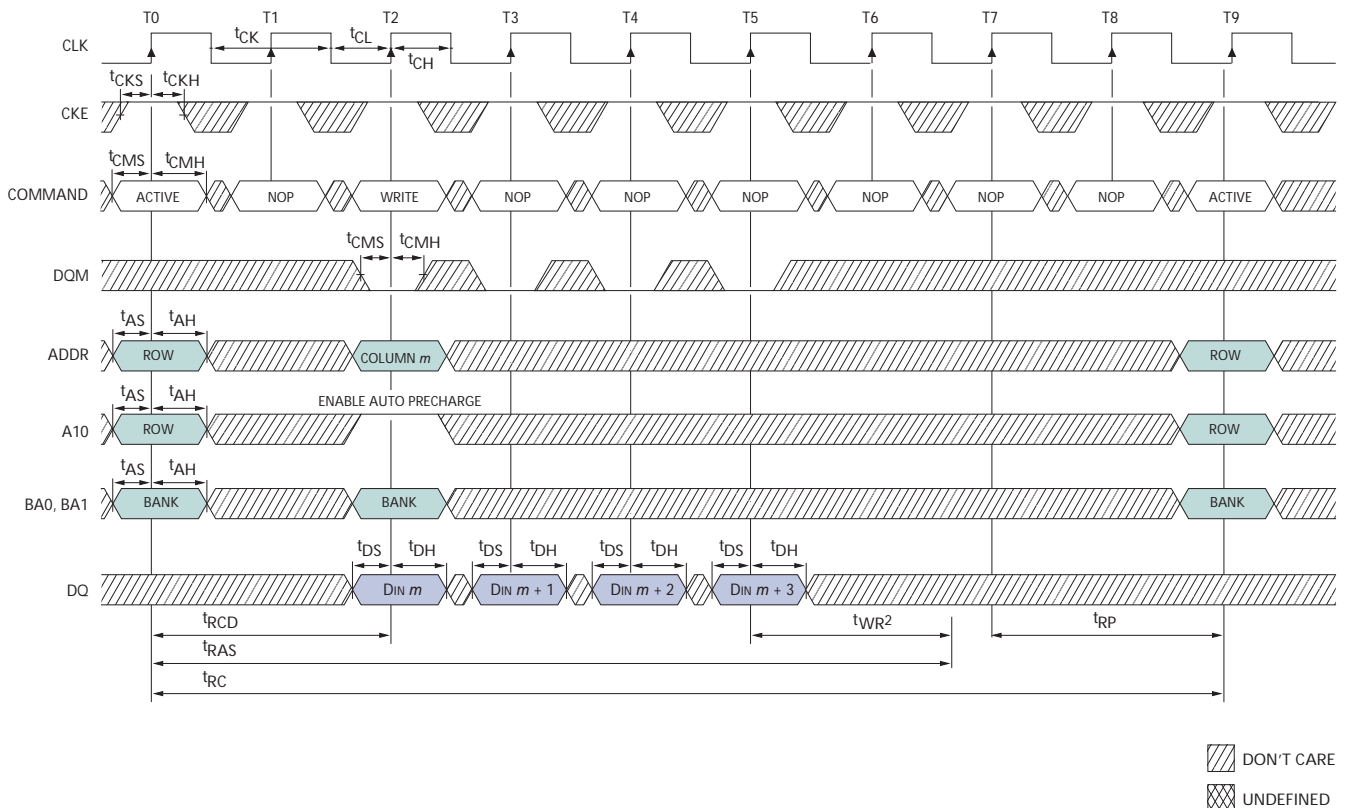 T0 T1 T2 T3 T4 T5 T6 T7 T8 T9
CLK tCK tCL tCH
tCKS tCKH
CKE
tCMS tCMH
COMMAND ACTIVE NOP WRITE NOP NOP NOP NOP NOP NOP ACTIVE
tCMS tCMH
DQM
tAS tAH
ADDR ROW COLUMN m ROW
tAS tAH ENABLE AUTO PRECHARGE
A10 ROW ROW
tAS tAH
BA0, BA1 BANK BANK BANK
tDS tDH tDS tDH tDS tDH tDS tDH
DQ DIN m DIN m + 1 DIN m + 2 DIN m + 3
tRCD tWR2 tRP
tRAS
tRC
DON'T CARE
UNDEFINED